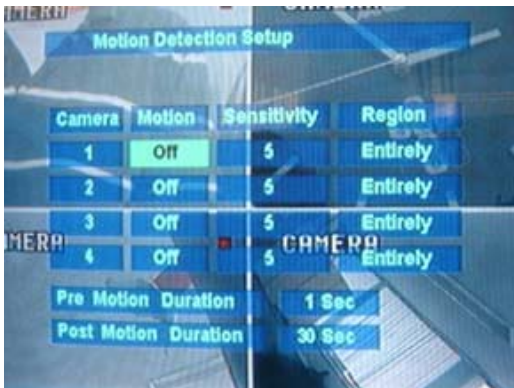 CAMERA
Motion Detection Setup
Camera Motion Sensitivity Region
1 Off 5 Entirely
2 Off 5 Entirely
3 Off 5 Entirely
CAMERA
4 Off 5 Entirely
Pre Motion Duration 1 Sec
Post Motion Duration 30 Sec